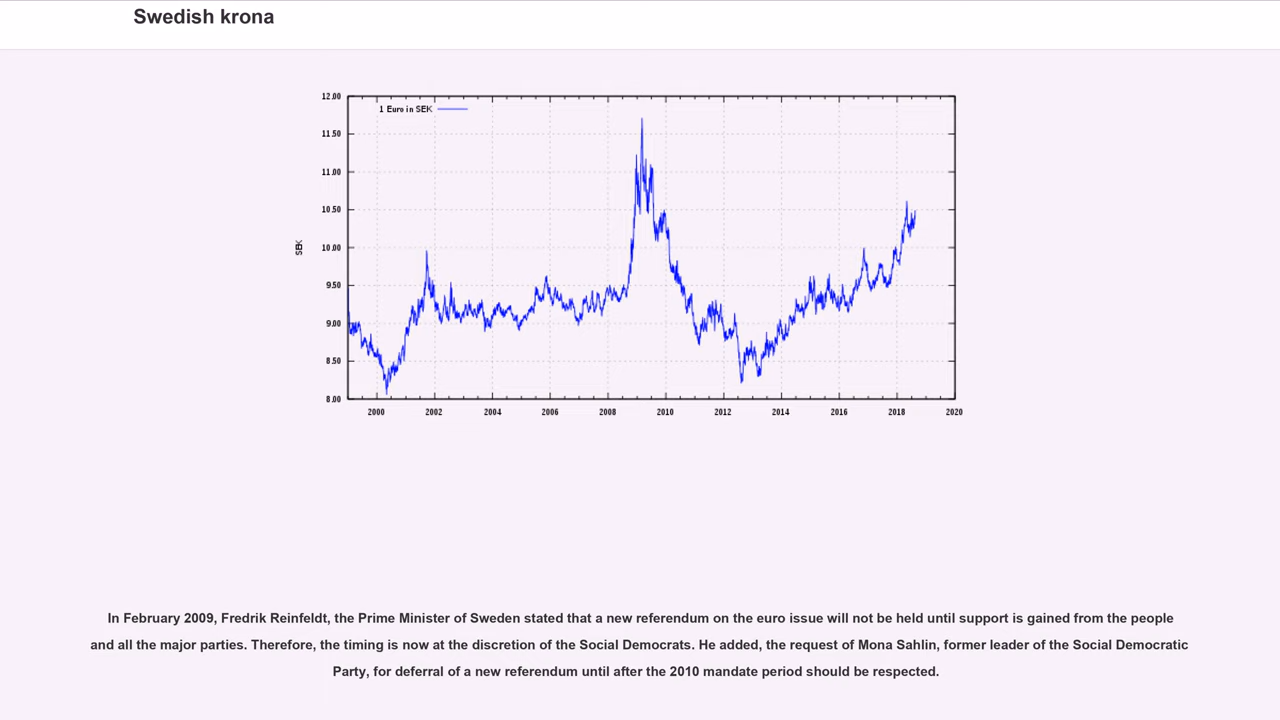 Swedish krona
1 Euro in SEK
12.00
11.50
11.00
10.50
10.00
9.50
9.00
8.50
8.00
SEK
2000 2002 2004 2006 2008 2010 2012 2014 2016 2018 2020
In February 2009, Fredrik Reinfeldt, the Prime Minister of Sweden stated that a new referendum on the euro issue will not be held until support is gained from the people
and all the major parties. Therefore, the timing is now at the discretion of the Social Democrats. He added, the request of Mona Sahlin, former leader of the Social Democratic
Party, for deferral of a new referendum until after the 2010 mandate period should be respected.